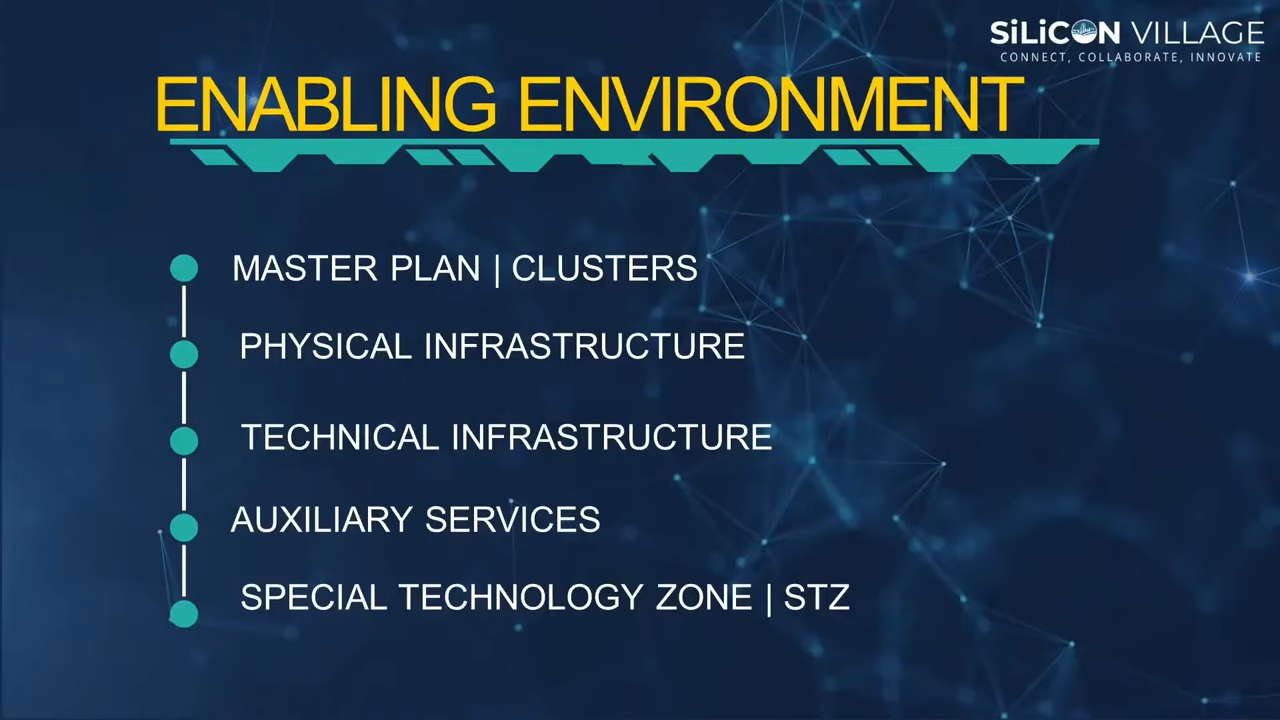 SiLiCON VILLAGE
CONNECT, COLLABORATE, INNOVATE
ENABLING ENVIRONMENT
MASTER PLAN | CLUSTERS
PHYSICAL INFRASTRUCTURE
TECHNICAL INFRASTRUCTURE
AUXILIARY SERVICES
SPECIAL TECHNOLOGY ZONE | STZ